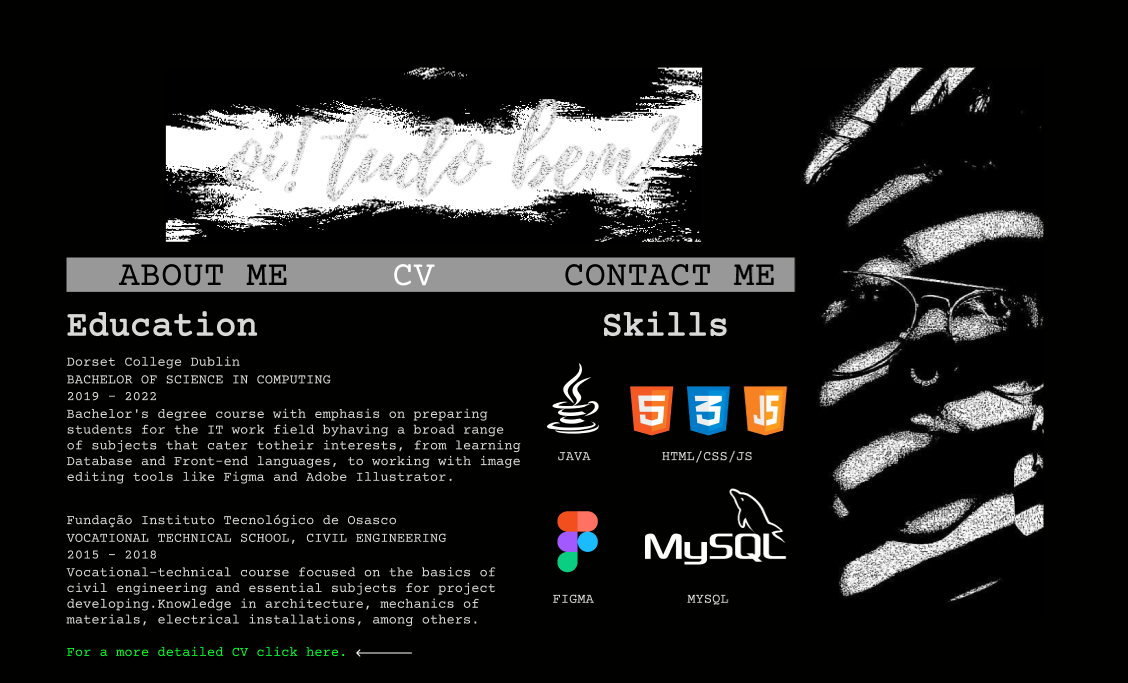 oi! tudo bem?
ABOUT ME CV CONTACT ME
Education
Dorset College Dublin
BACHELOR OF SCIENCE IN COMPUTING
2019 - 2022
Bachelor's degree course with emphasis on preparing
students for the IT work field byhaving a broad range
of subjects that cater totheir interests, from learning
Database and Front-end languages, to working with image
editing tools like Figma and Adobe Illustrator.
Fundação Instituto Tecnológico de Osasco
VOCATIONAL TECHNICAL SCHOOL, CIVIL ENGINEERING
2015 - 2018
Vocational-technical course focused on the basics of
civil engineering and essential subjects for project
developing.Knowledge in architecture, mechanics of
materials, electrical installations, among others.
For a more detailed CV click here.
Skills
5 3 JS
JAVA HTML/CSS/JS
MySQL
FIGMA MYSQL